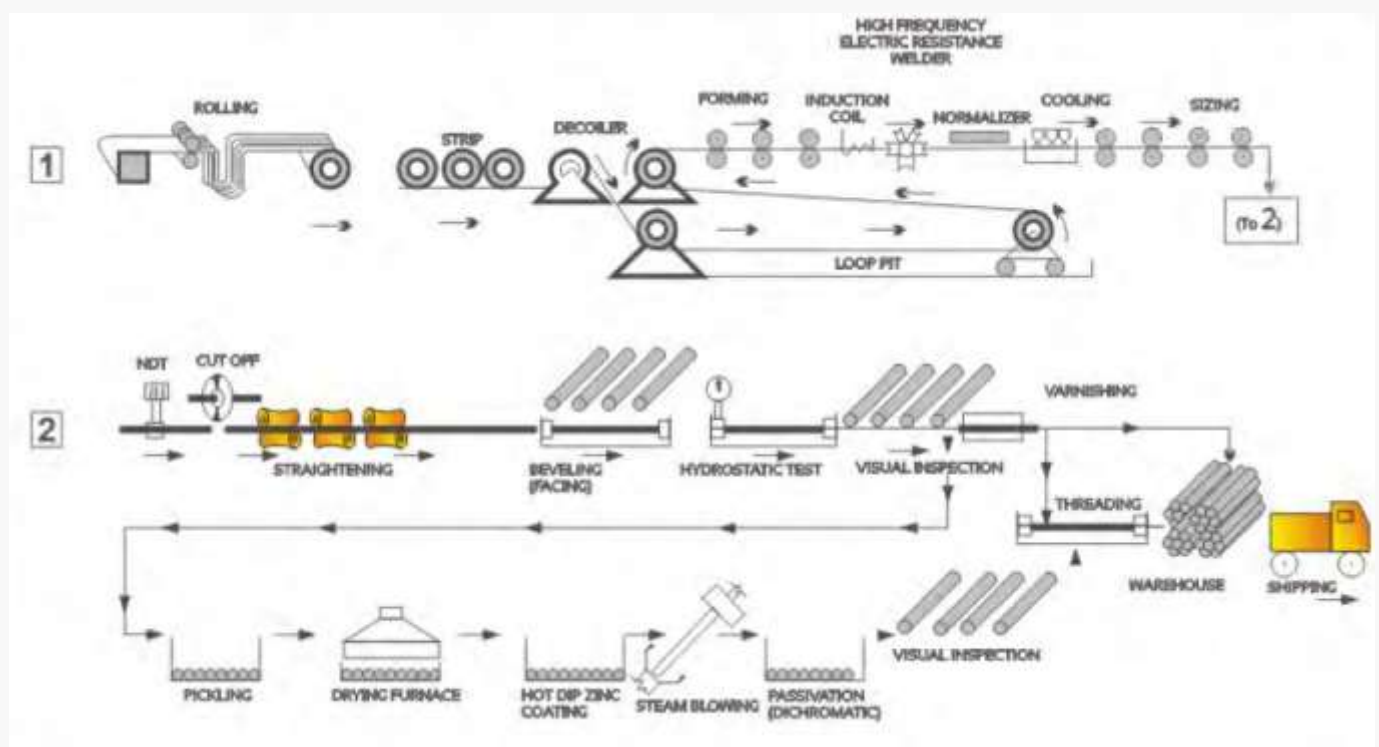 HIGH FREQUENCY
ELECTRIC RESISTANCE
WELDER
ROLLING
STRIP
DECOILER
FORMING
INDUCTION
COIL
NORMALIZER
COOLING
SIZING
1
(To 2)
LOOP PIT
NDT
CUT OFF
VARNISHING
2
STRAIGHTENING
BEVELING
(FACING)
HYDROSTATIC TEST
VISUAL INSPECTION
THREADING
WAREHOUSE
SHIPPING
VISUAL INSPECTION
PICKLING
DRYING FURNACE
HOT DIP ZINC
COATING
STEAM BLOWING
PASSIVATION
(DICHROMATIC)